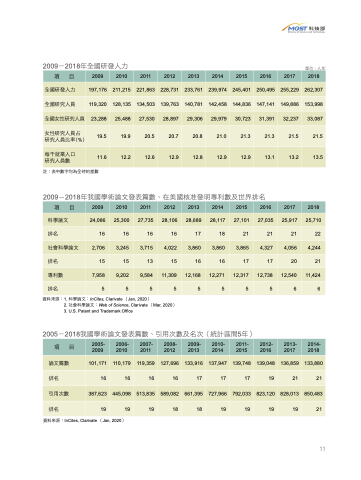 MOST 科技部
2009－2018年全國研發人力
單位：人年
項 目 2009 2010 2011 2012 2013 2014 2015 2016 2017 2018
全國研發人力 197,176 211,215 221,863 228,731 233,761 239,974 245,401 250,495 255,229 262,307
全國研究人員 119,320 128,135 134,503 139,763 140,781 142,458 144,838 147,141 149,886 153,998
全國女性研究人員 23,288 25,486 27,530 28,897 29,306 29,979 30,723 31,391 32,237 33,087
女性研究人員占
研究人員比率(%) 19.5 19.9 20.5 20.7 20.8 21.0 21.3 21.3 21.5 21.5
每千就業人口
研究人員數 11.6 12.2 12.6 12.9 12.8 12.9 12.9 13.1 13.2 13.5
註：表中數字均為全時約當數
2009－2018年我國學術論文發表篇數、在美國核准發明專利數及世界排名
項 目 2009 2010 2011 2012 2013 2014 2015 2016 2017 2018
科學論文 24,086 25,300 27,735 28,106 28,889 28,117 27,101 27,035 25,917 25,710
排名 16 16 16 16 17 18 21 21 21 22
社會科學論文 2,706 3,245 3,715 4,022 3,860 3,860 3,865 4,327 4,056 4,244
排名 15 15 13 15 16 16 17 17 20 21
專利數 7,958 9,202 9,584 11,309 12,168 12,271 12,317 12,738 12,540 11,424
排名 5 5 5 5 5 5 5 5 6 6
資料來源：1. 科學論文：InCites, Clarivate （Jan, 2020）
2. 社會科學論文：Web of Science, Clarivate（Mar, 2020）
3. U.S. Patent and Trademark Office
2005－2018我國學術論文發表篇數、引用次數及名次（統計區間5年）
項 目 2005-2009 2006-2010 2007-2011 2008-2012 2009-2013 2010-2014 2011-2015 2012-2016 2013-2017 2014-2018
論文篇數 101,171 110,179 119,359 127,696 133,916 137,947 139,748 139,048 136,859 133,880
排名 16 16 16 16 17 17 17 19 21 21
引用次數 387,623 445,098 513,835 589,082 661,395 727,966 792,033 823,120 828,013 850,483
排名 19 19 19 18 18 19 19 19 19 21
資料來源：InCites, Clarivate （Jan, 2020）
11